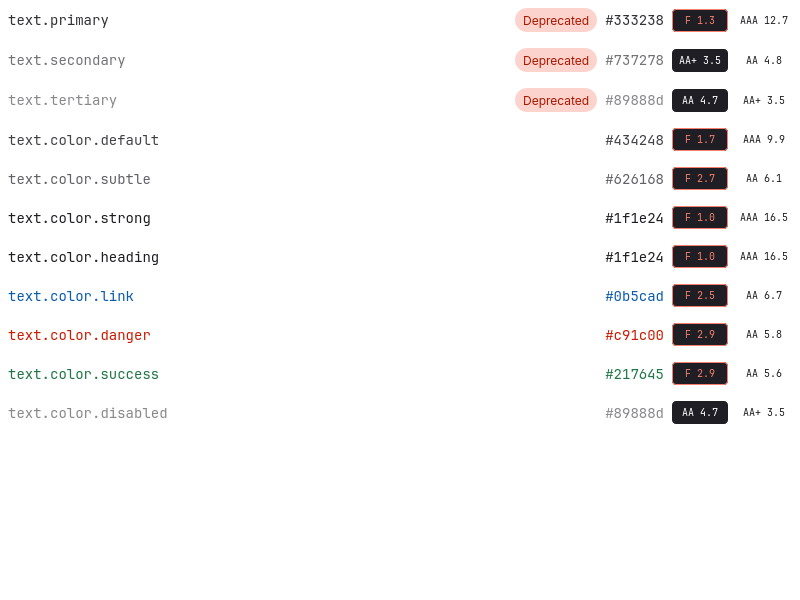 text.primary Deprecated #333238 F 1.3 AAA 12.7
text.secondary Deprecated #737278 AA+ 3.5 AA 4.8
text.tertiary Deprecated #89888d AA 4.7 AA+ 3.5
text.color.default #434248 F 1.7 AAA 9.9
text.color.subtle #626168 F 2.7 AA 6.1
text.color.strong #1f1e24 F 1.0 AAA 16.5
text.color.heading #1f1e24 F 1.0 AAA 16.5
text.color.link #0b5cad F 2.5 AA 6.7
text.color.danger #c91c00 F 2.9 AA 5.8
text.color.success #217645 F 2.9 AA 5.6
text.color.disabled #89888d AA 4.7 AA+ 3.5